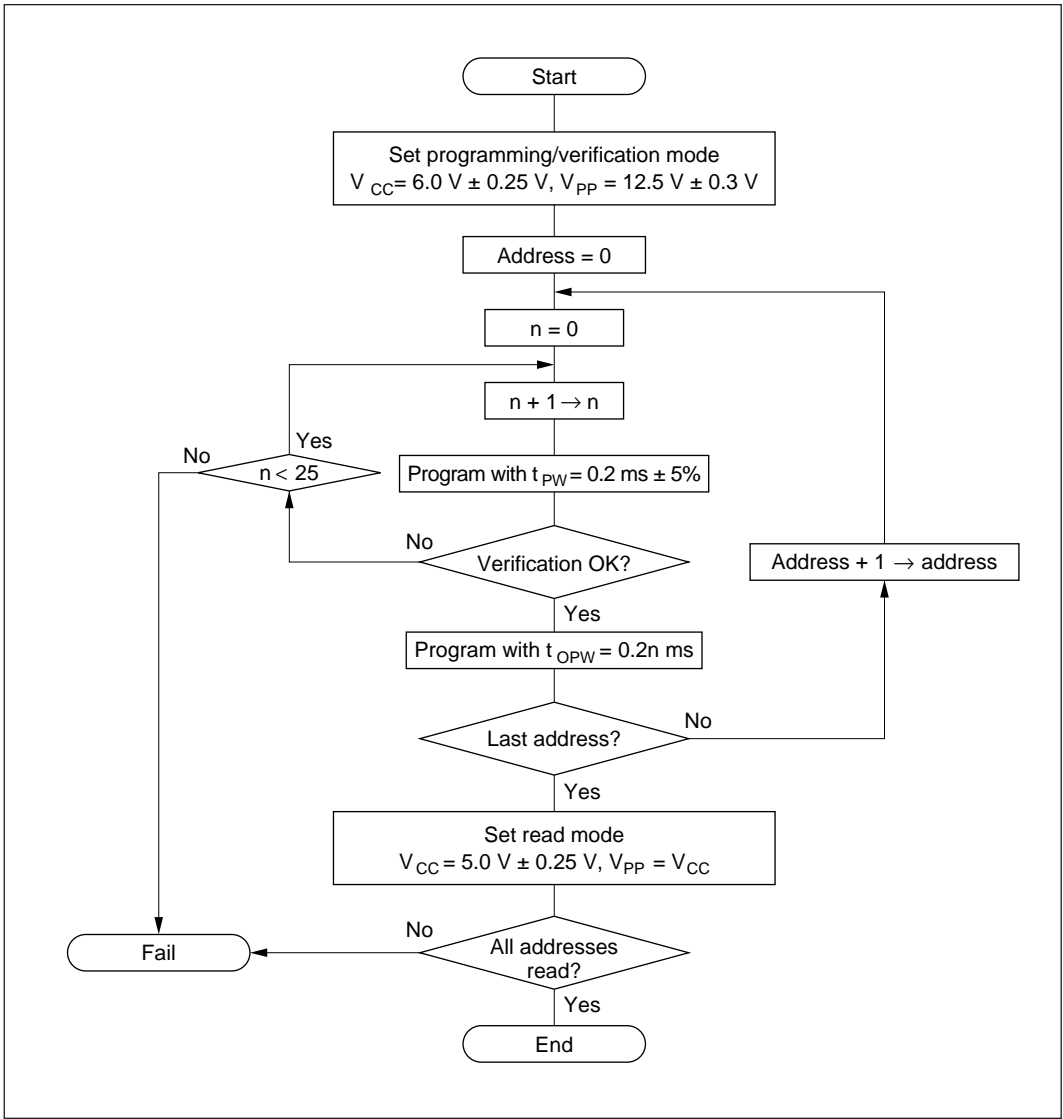 Start
Set programming/verification mode
V CC = 6.0 V ± 0.25 V, VPP = 12.5 V ± 0.3 V
Address = 0
n = 0
n + 1 → n
No
Yes
n < 25
Program with t PW = 0.2 ms ± 5%
No
Verification OK?
Address + 1 → address
Yes
Program with t OPW = 0.2n ms
No
Last address?
Yes
Set read mode
V CC = 5.0 V ± 0.25 V, VPP = VCC
No
Fail
All addresses
read?
Yes
End